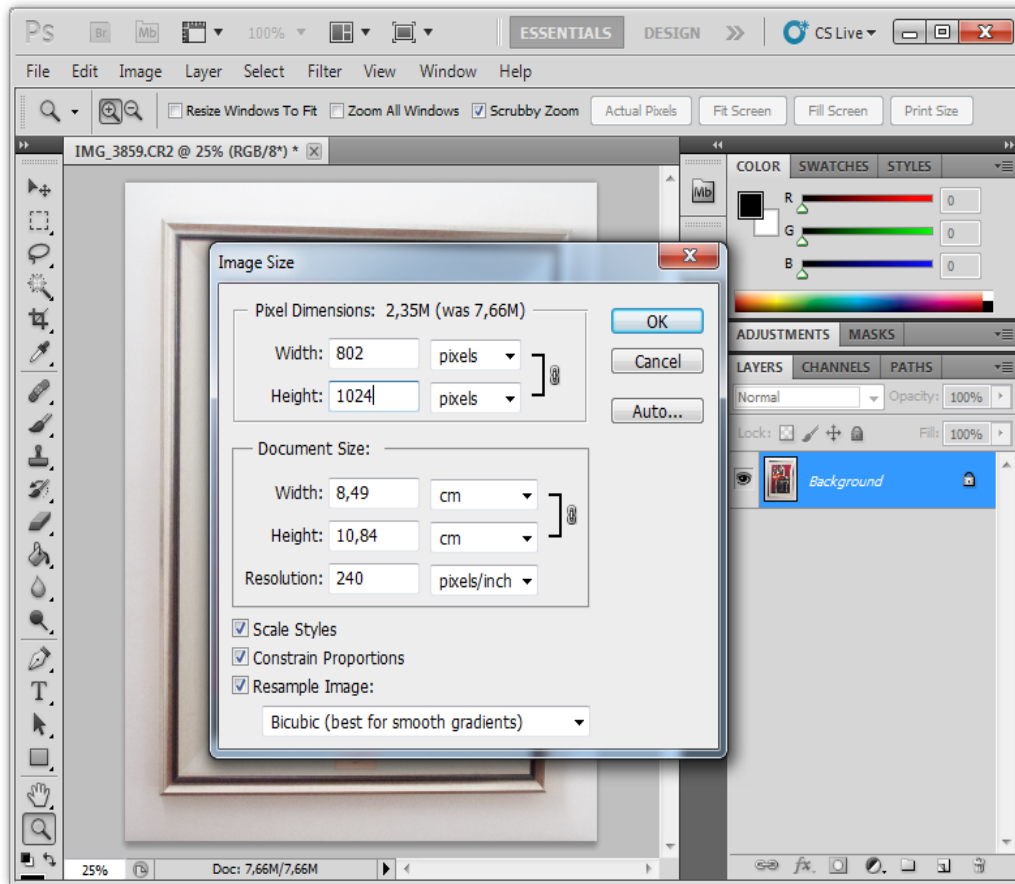 Ps Br Mb 100% ESSENTIALS DESIGN CS Live
File Edit Image Layer Select Filter View Window Help
Resize Windows To Fit Zoom All Windows Scrubby Zoom Actual Pixels Fit Screen Fill Screen Print Size
IMG_3859.CR2 @ 25% (RGB/8*) *
Mb
COLOR SWATCHES STYLES
R 0
G 0
B 0
ADJUSTMENTS MASKS
LAYERS CHANNELS PATHS
Normal Opacity: 100%
Lock: Fill: 100%
Background
Image Size
Pixel Dimensions: 2,35M (was 7,66M)
Width: 802 pixels
Height: 1024 pixels
Document Size:
Width: 8,49 cm
Height: 10,84 cm
Resolution: 240 pixels/inch
Scale Styles
Constrain Proportions
Resample Image:
Bicubic (best for smooth gradients)
OK
Cancel
Auto...
T
25% Doc: 7,66M/7,66M
fx.